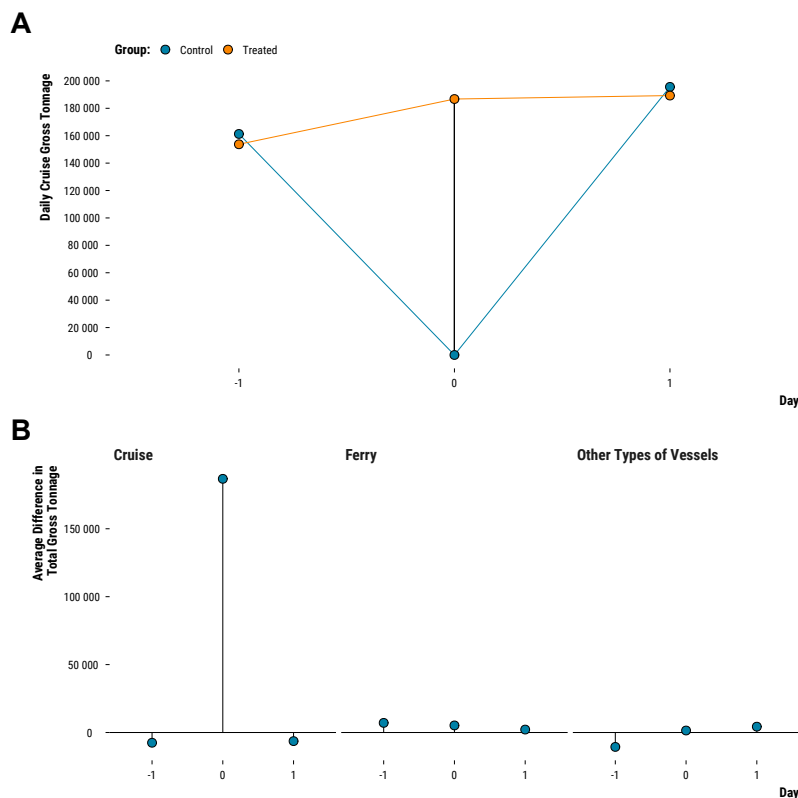 A
Group: Control Treated
Daily Cruise Gross Tonnage
200 000
180 000
160 000
140 000
120 000
100 000
80 000
60 000
40 000
20 000
0
-1 0 1
Day
B
Cruise Ferry Other Types of Vessels
Average Difference in
Total Gross Tonnage
150 000
100 000
50 000
0
-1 0 1 -1 0 1 -1 0 1
Day